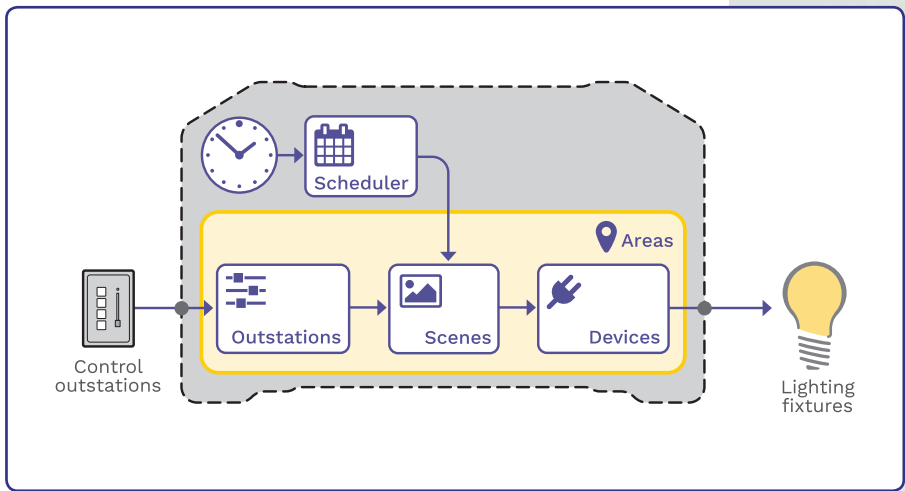 Scheduler
Areas
Outstations
Scenes
Devices
Control
outstations
Lighting
fixtures